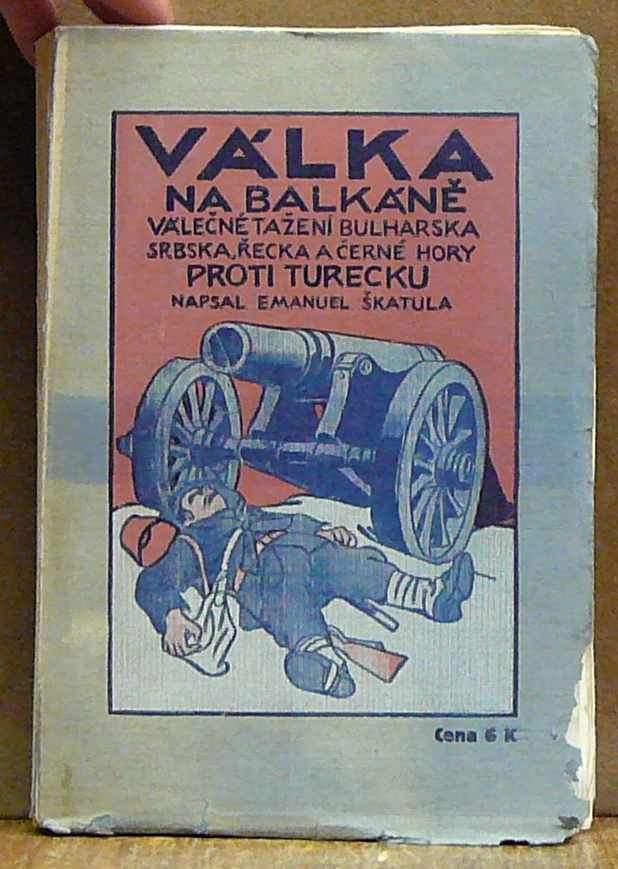 VÁLKA
NA BALKÁNĚ
VÁLEČNÉ TAŽENÍ BULHARSKA
SRBSKA, ŘECKA A ČERNÉ HORY
PROTI TURECKU
NAPSAL EMANUEL ŠKATULA
Cena 6 K